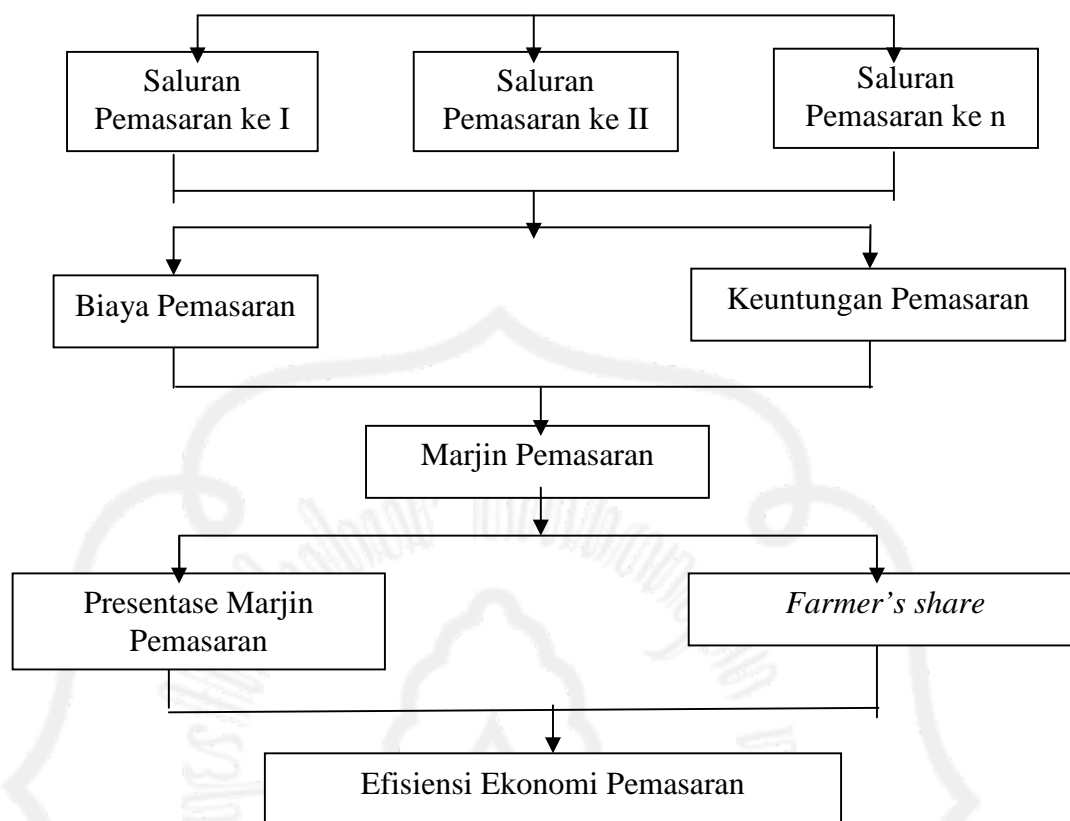 Saluran
Pemasaran ke I
Saluran
Pemasaran ke II
Saluran
Pemasaran ke n
Biaya Pemasaran
Keuntungan Pemasaran
Marjin Pemasaran
Presentase Marjin
Pemasaran
Farmer’s share
Efisiensi Ekonomi Pemasaran